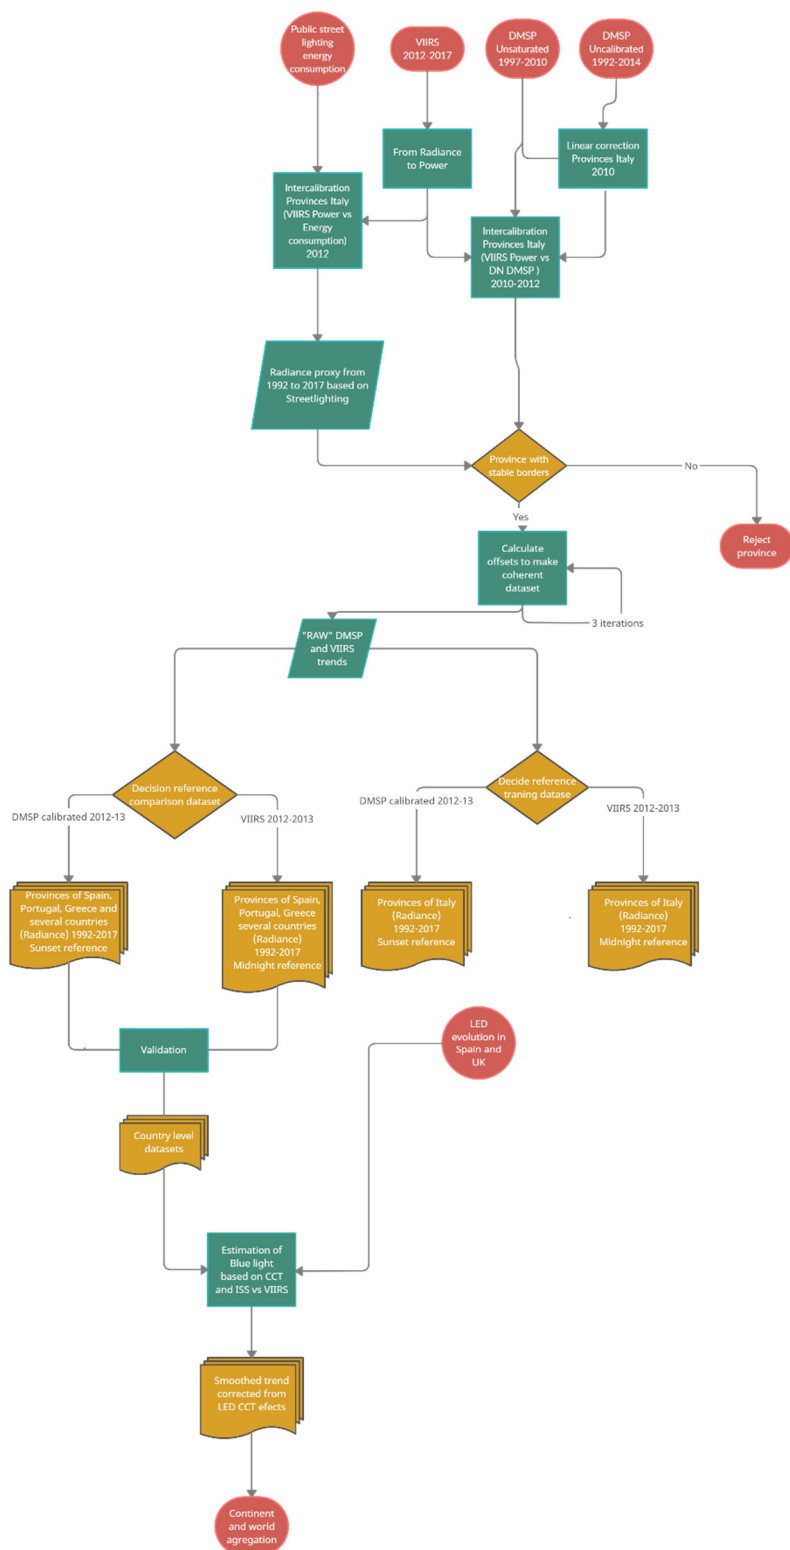 Public street
lighting
energy
consumption
VIIRS
2012-2017
DMSP
Unsaturated
1997-2010
DMSP
Uncalibrated
1992-2014
From Radiance
to Power
Linear correction
Provinces Italy
2010
Intercalibration
Provinces Italy
(VIIRS Power vs
Energy
consumption)
2012
Intercalibration
Provinces Italy
(VIIRS Power vs
DN DMSP )
2010-2012
Radiance proxy from
1992 to 2017 based on
Streetlighting
Province with
stable borders
No
Yes
Reject
province
Calculate
offsets to make
coherent
dataset
3 iterations
"RAW" DMSP
and VIIRS
trends
Decision reference
comparison dataset
Decide reference
traning datase
DMSP calibrated 2012-13
VIIRS 2012-2013
DMSP calibrated 2012-13
VIIRS 2012-2013
Provinces of Spain,
Portugal, Greece and
several countries
(Radiance) 1992-2017
Sunset reference
Provinces of Spain,
Portugal, Greece
several countries
(Radiance)
1992-2017
Midnight reference
Provinces of Italy
(Radiance)
1992-2017
Sunset reference
Provinces of Italy
(Radiance)
1992-2017
Midnight reference
LED
evolution in
Spain and
UK
Validation
Country level
datasets
Estimation of
Blue light
based on CCT
and ISS vs VIIRS
Smoothed trend
corrected from
LED CCT efects
Continent
and world
agregation